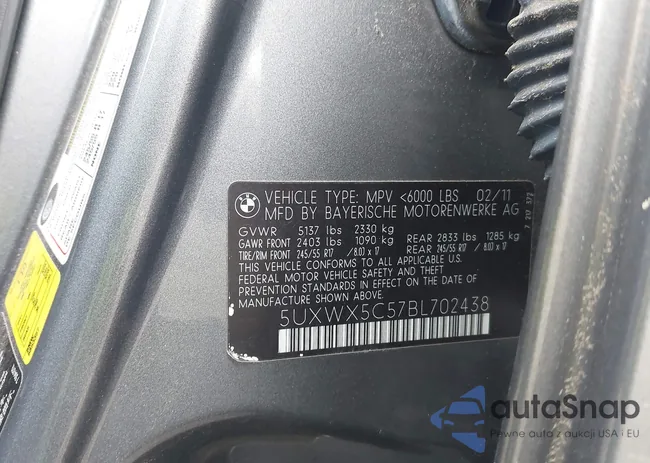 VEHICLE TYPE: MPV <6000 LBS 02/11
MFD BY BAYERISCHE MOTORENWERKE AG
GVWR 5137 lbs 2330 kg
GAWR FRONT 2403 lbs 1090 kg REAR 2833 lbs 1285 kg
TIRE/RIM FRONT 245/55 R17 / 8.0J x 17 REAR 245/55 R17 / 8.0J x 17
THIS VEHICLE CONFORMS TO ALL APPLICABLE U.S.
FEDERAL MOTOR VEHICLE SAFETY AND THEFT
PREVENTION STANDARDS IN EFFECT ON THE DATE OF
MANUFACTURE SHOWN ABOVE.
5UXWX5C57BL702438
autaSnap
Pewne auta z aukcji USA i EU